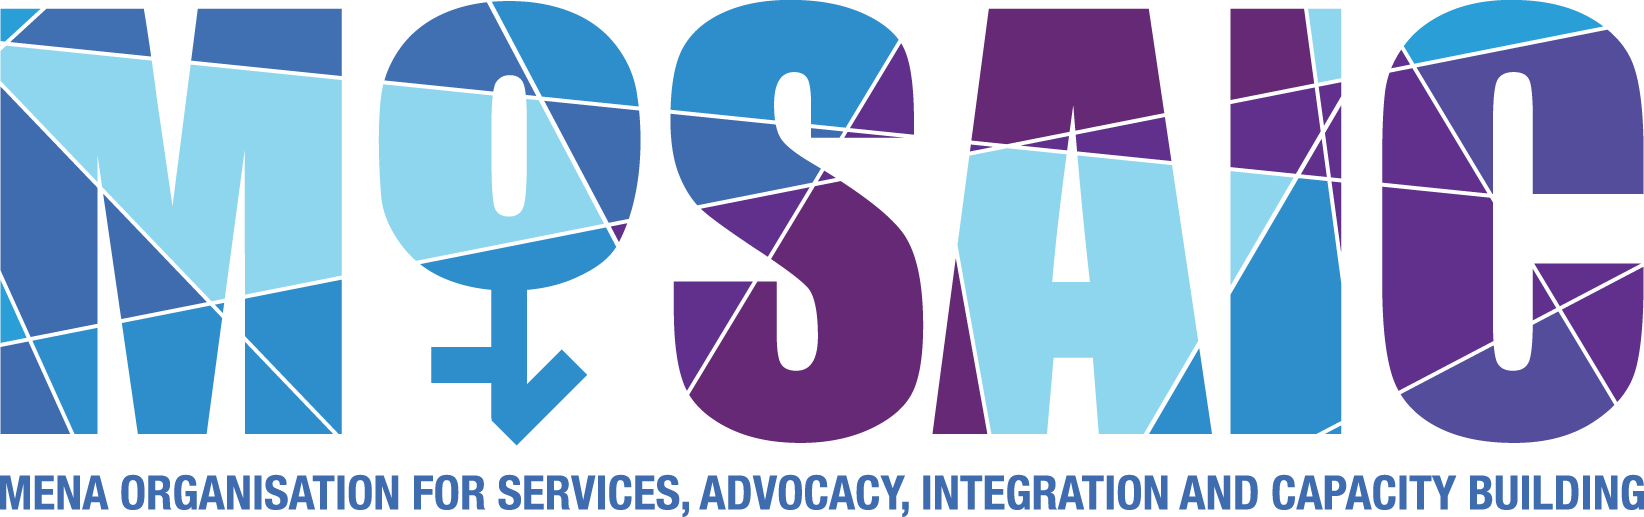 MOSAIC
MENA ORGANISATION FOR SERVICES, ADVOCACY, INTEGRATION AND CAPACITY BUILDING